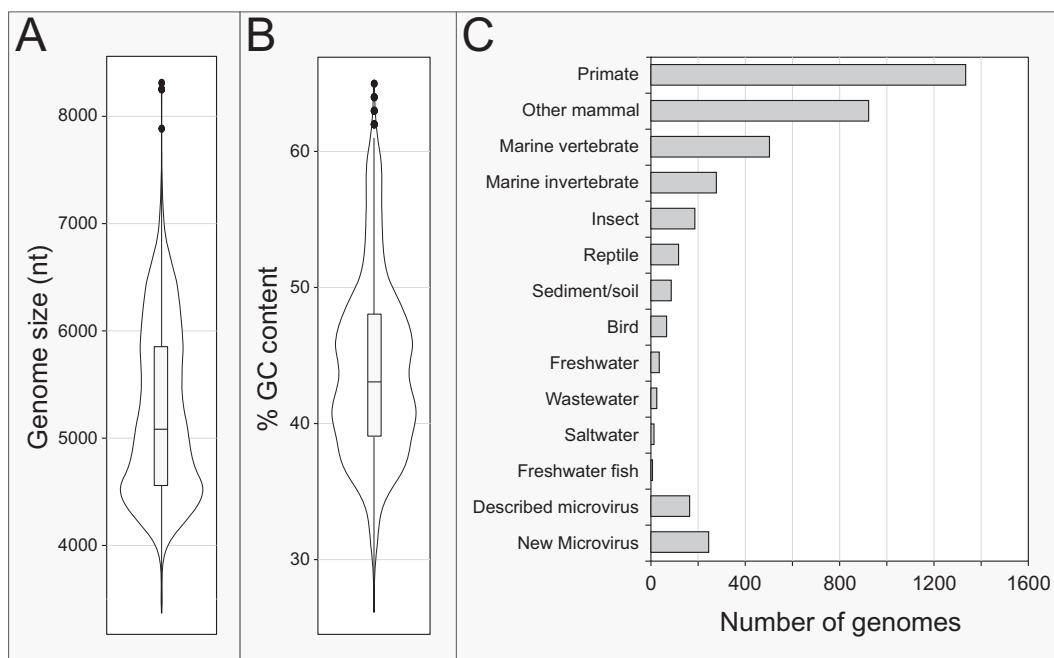 A
8000
7000
6000
5000
4000
Genome size (nt)
B
60
50
40
30
% GC content
C
Primate
Other mammal
Marine vertebrate
Marine invertebrate
Insect
Reptile
Sediment/soil
Bird
Freshwater
Wastewater
Saltwater
Freshwater fish
Described microvirus
New Microvirus
0 400 800 1200 1600
Number of genomes